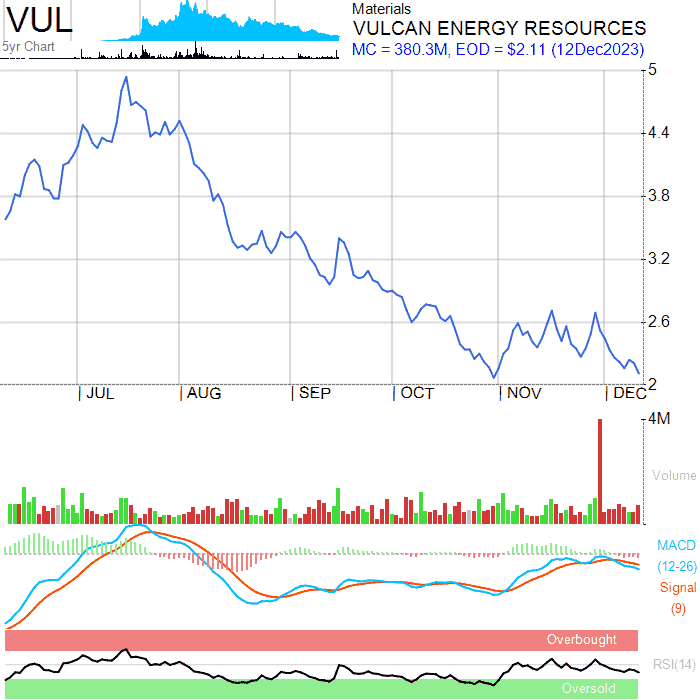 VUL
5yr Chart
Materials
VULCAN ENERGY RESOURCES
MC = 380.3M, EOD = $2.11 (12Dec2023)
5
4.4
3.8
3.2
2.6
2
JUL AUG SEP OCT NOV DEC
4M
Volume
MACD
(12-26)
Signal
(9)
Overbought
RSI(14)
Oversold